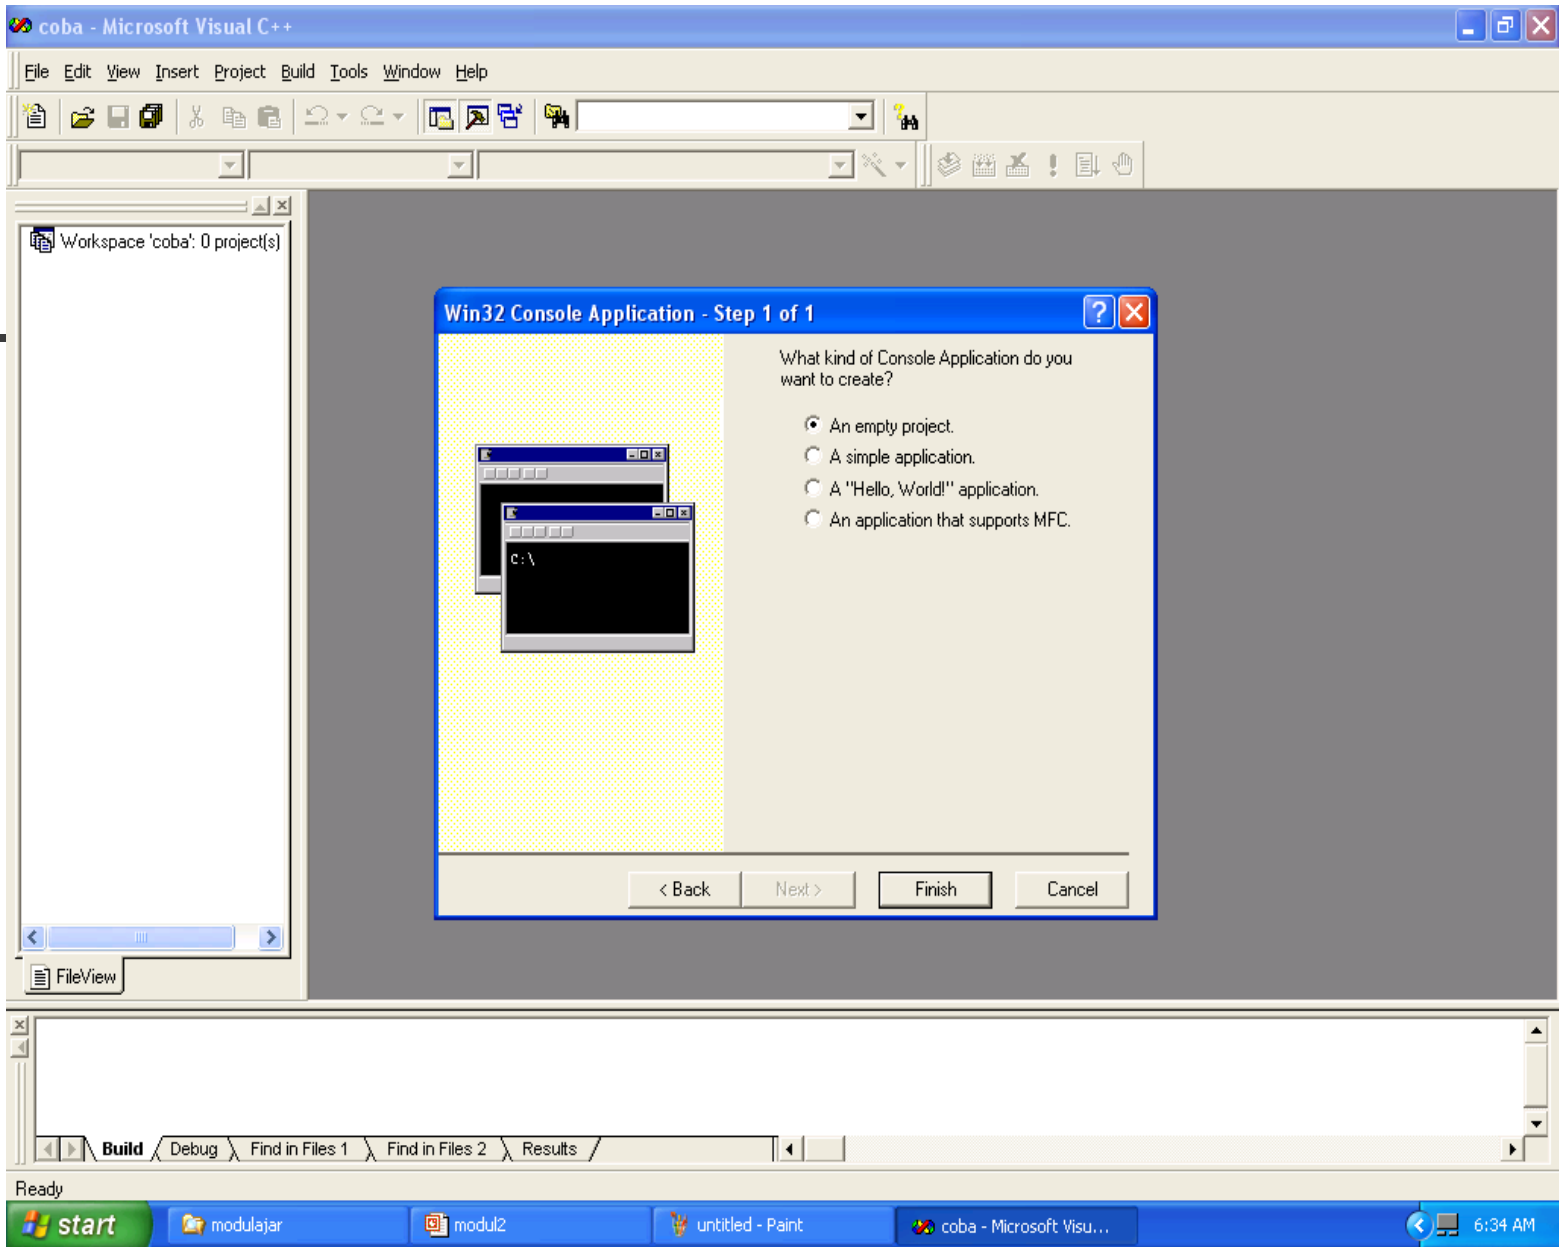 coba - Microsoft Visual C++
File Edit View Insert Project Build Tools Window Help
Workspace 'coba': 0 project(s)
Win32 Console Application - Step 1 of 1
What kind of Console Application do you
want to create?
An empty project.
A simple application.
A "Hello, World!" application.
An application that supports MFC.
C:\
< Back Next > Finish Cancel
FileView
Build Debug Find in Files 1 Find in Files 2 Results
Ready
start modulajar modul2 untitled - Paint coba - Microsoft Visu... 6:34 AM